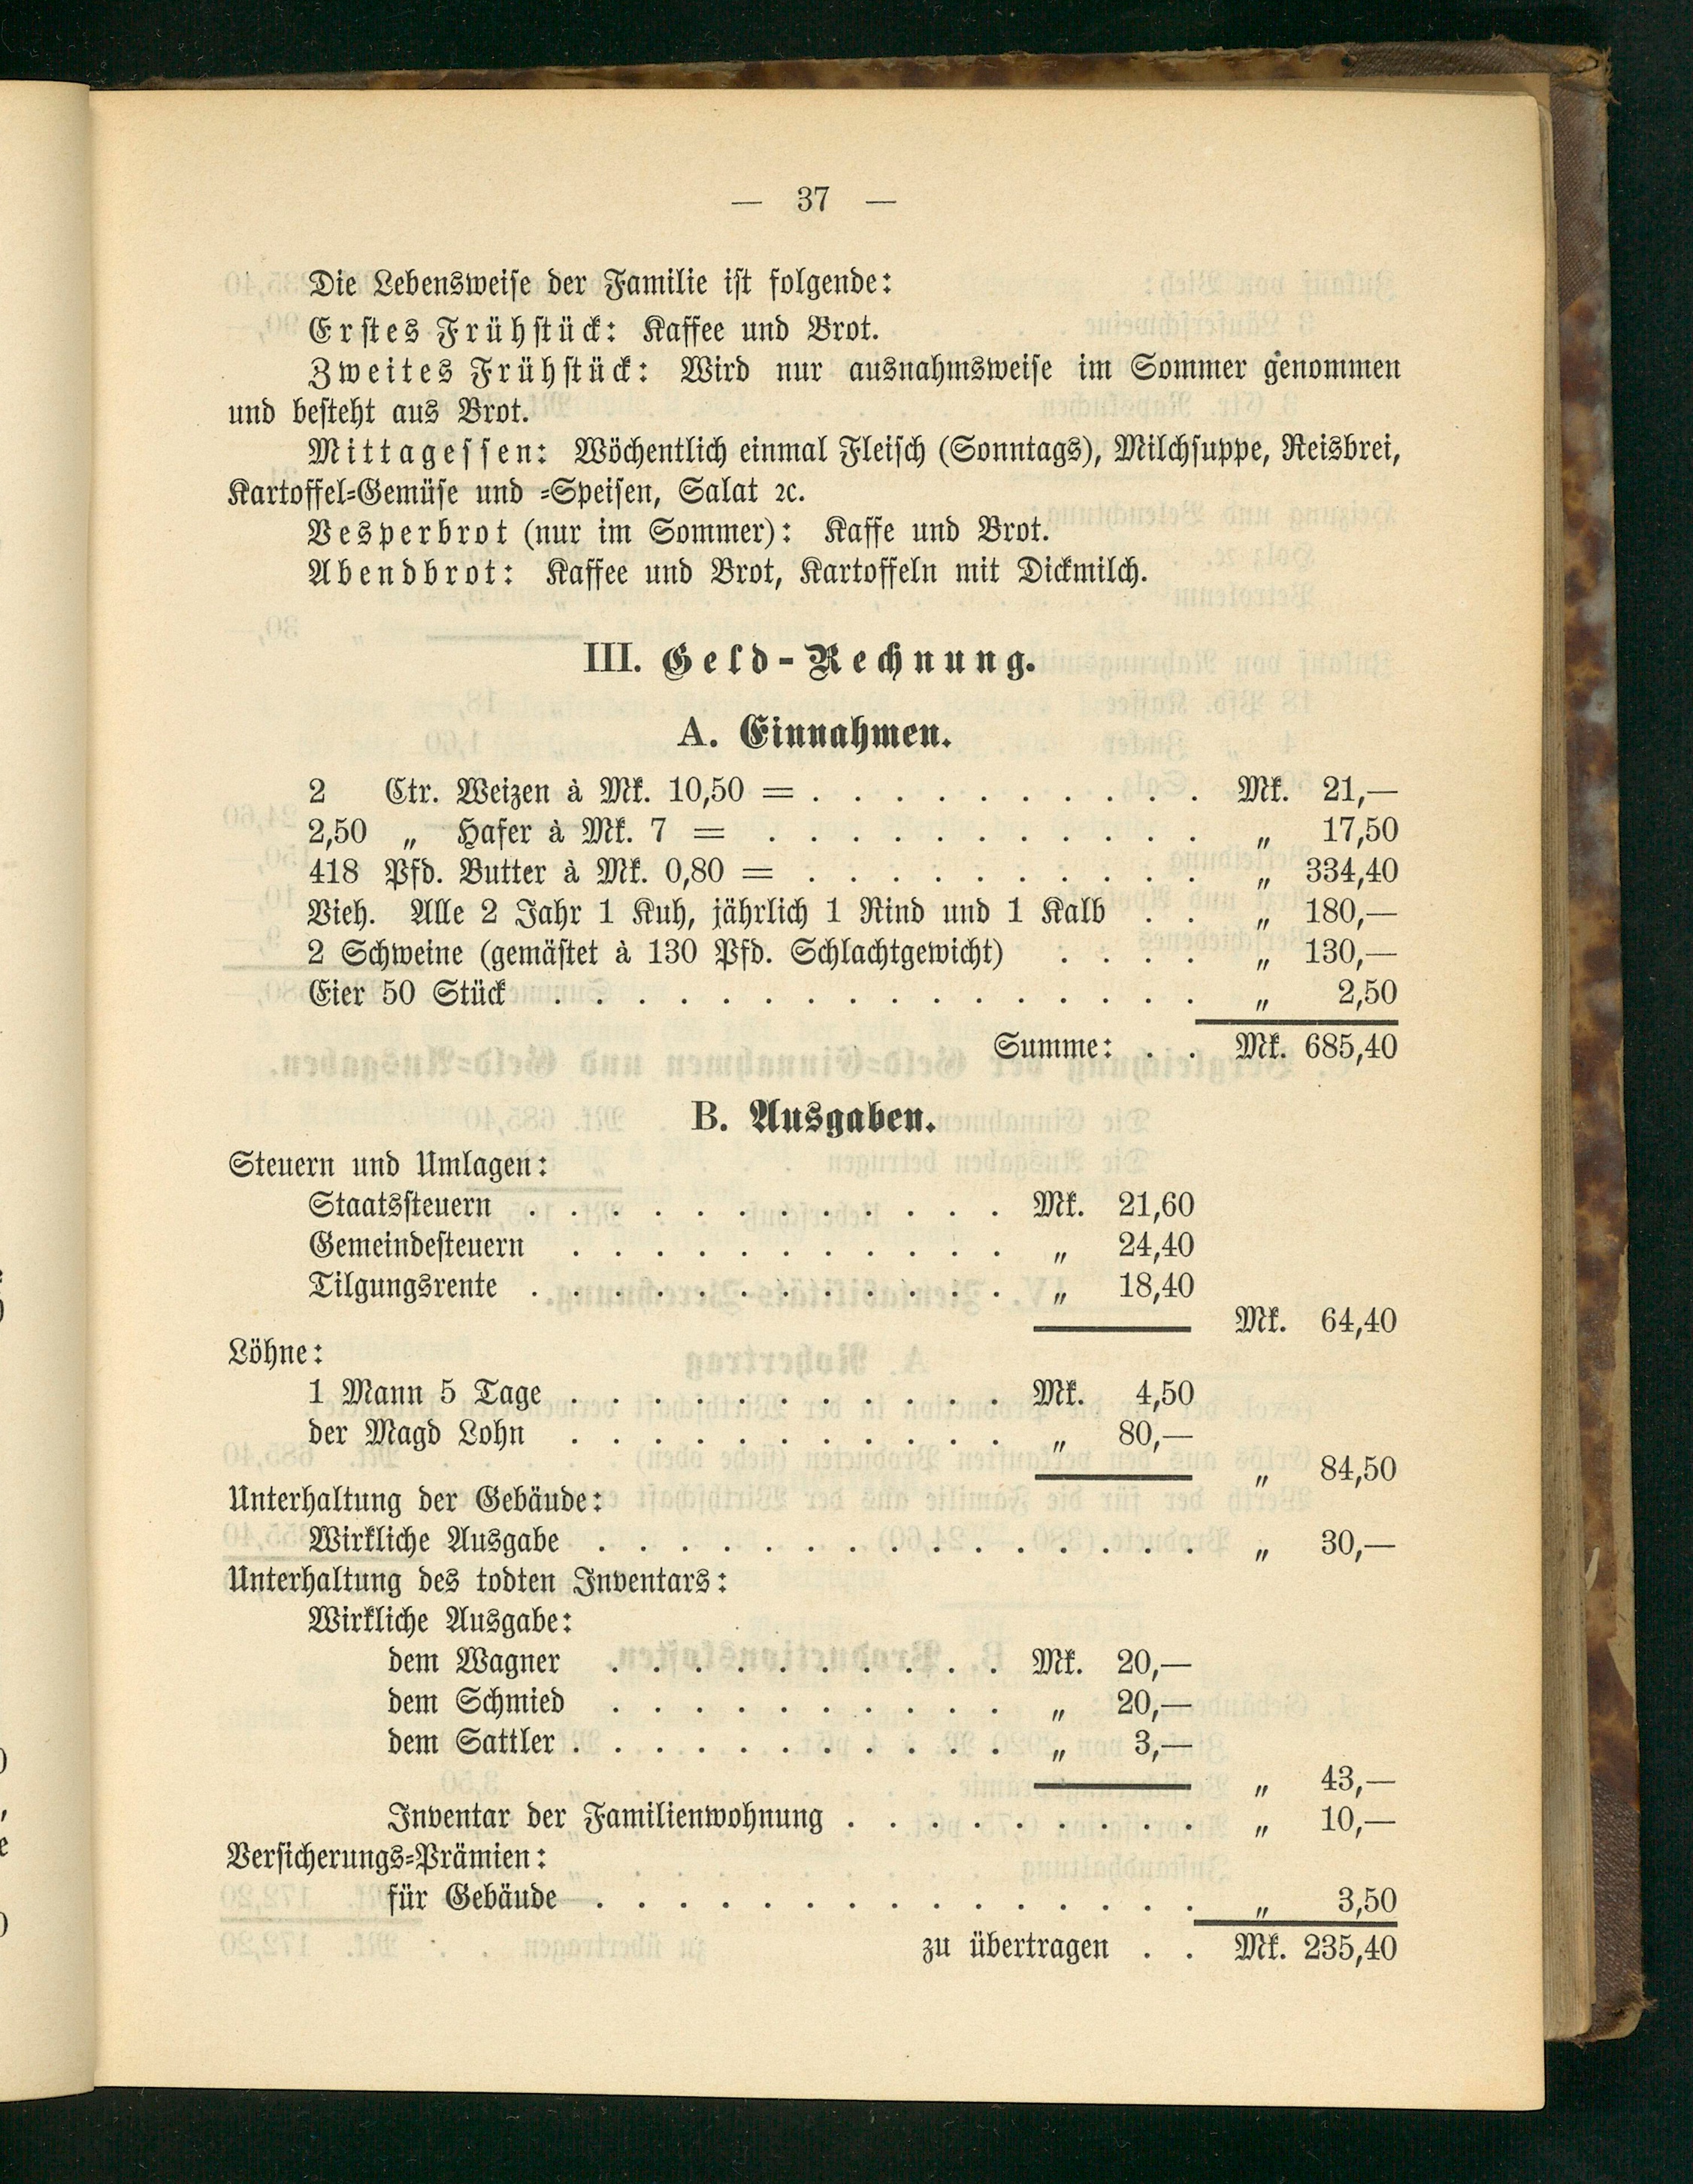 — 37 —
Die Lebensweise der Familie ist folgende:
Erstes Frühstück: Kaffee und Brot.
Zweites Frühstück: Wird nur ausnahmsweise im Sommer genommen
und besteht aus Brot.
Mittagessen: Wöchentlich einmal Fleisch (Sonntags), Milchsuppe, Reisbrei,
Kartoffel-Gemüse und -Speisen, Salat ꝛc.
Vesperbrot (nur im Sommer): Kaffe und Brot.
Abendbrot: Kaffee und Brot, Kartoffeln mit Dickmilch.
III. Geld-Rechnung.
A. Einnahmen.
2 Ctr. Weizen à Mk. 10,50 = . . . . . . . . . . Mk. 21,—
2,50 „ Hafer à Mk. 7 = . . . . . . . . . . . „ 17,50
418 Pfd. Butter à Mk. 0,80 = . . . . . . . . . . „ 334,40
Vieh. Alle 2 Jahr 1 Kuh, jährlich 1 Rind und 1 Kalb . . „ 180,—
2 Schweine (gemästet à 130 Pfd. Schlachtgewicht) . . . . „ 130,—
Eier 50 Stück . . . . . . . . . . . . . . . . „ 2,50
Summe: . . Mk. 685,40
B. Ausgaben.
Steuern und Umlagen:
Staatssteuern . . . . . . . . . . . . Mk. 21,60
Gemeindesteuern . . . . . . . . . . . „ 24,40
Tilgungsrente . . . . . . . . . . . . „ 18,40
Mk. 64,40
Löhne:
1 Mann 5 Tage . . . . . . . . . . . Mk. 4,50
der Magd Lohn . . . . . . . . . . . „ 80,—
„ 84,50
Unterhaltung der Gebäude:
Wirkliche Ausgabe . . . . . . . . . . . . . . . „ 30,—
Unterhaltung des todten Inventars:
Wirkliche Ausgabe:
dem Wagner . . . . . . . . . . Mk. 20,—
dem Schmied . . . . . . . . . . „ 20,—
dem Sattler . . . . . . . . . . . „ 3,—
„ 43,—
Inventar der Familienwohnung . . . . . . . . . „ 10,—
Versicherungs-Prämien:
für Gebäude . . . . . . . . . . . . . . . „ 3,50
zu übertragen . . Mk. 235,40